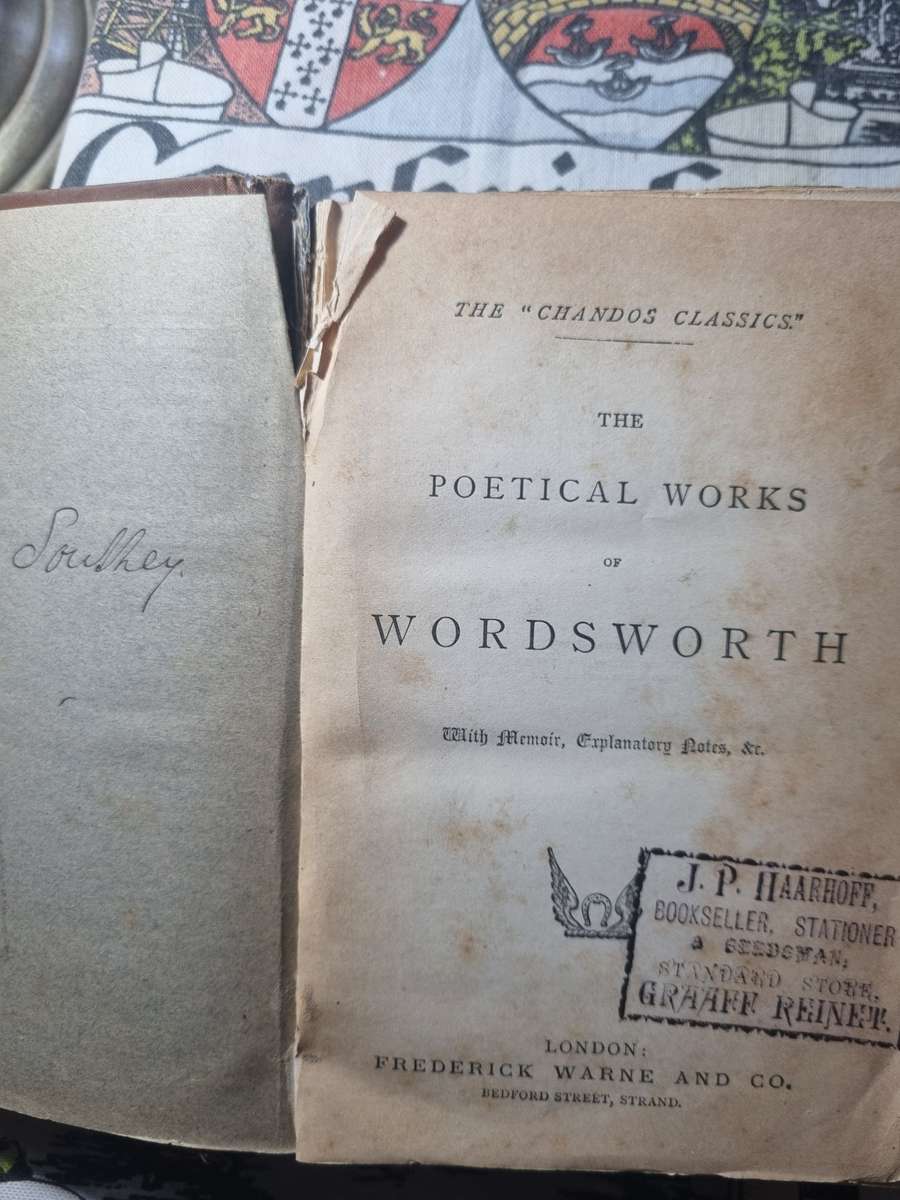 Cambridge
Southey.
THE "CHANDOS CLASSICS."
THE
POETICAL WORKS
OF
WORDSWORTH
With Memoir, Explanatory Notes, &c.
J. P. HAARHOFF,
BOOKSELLER, STATIONER
& SEEDSMAN,
STANDARD STORE,
GRAAFF REINET.
LONDON:
FREDERICK WARNE AND CO.
BEDFORD STREET, STRAND.